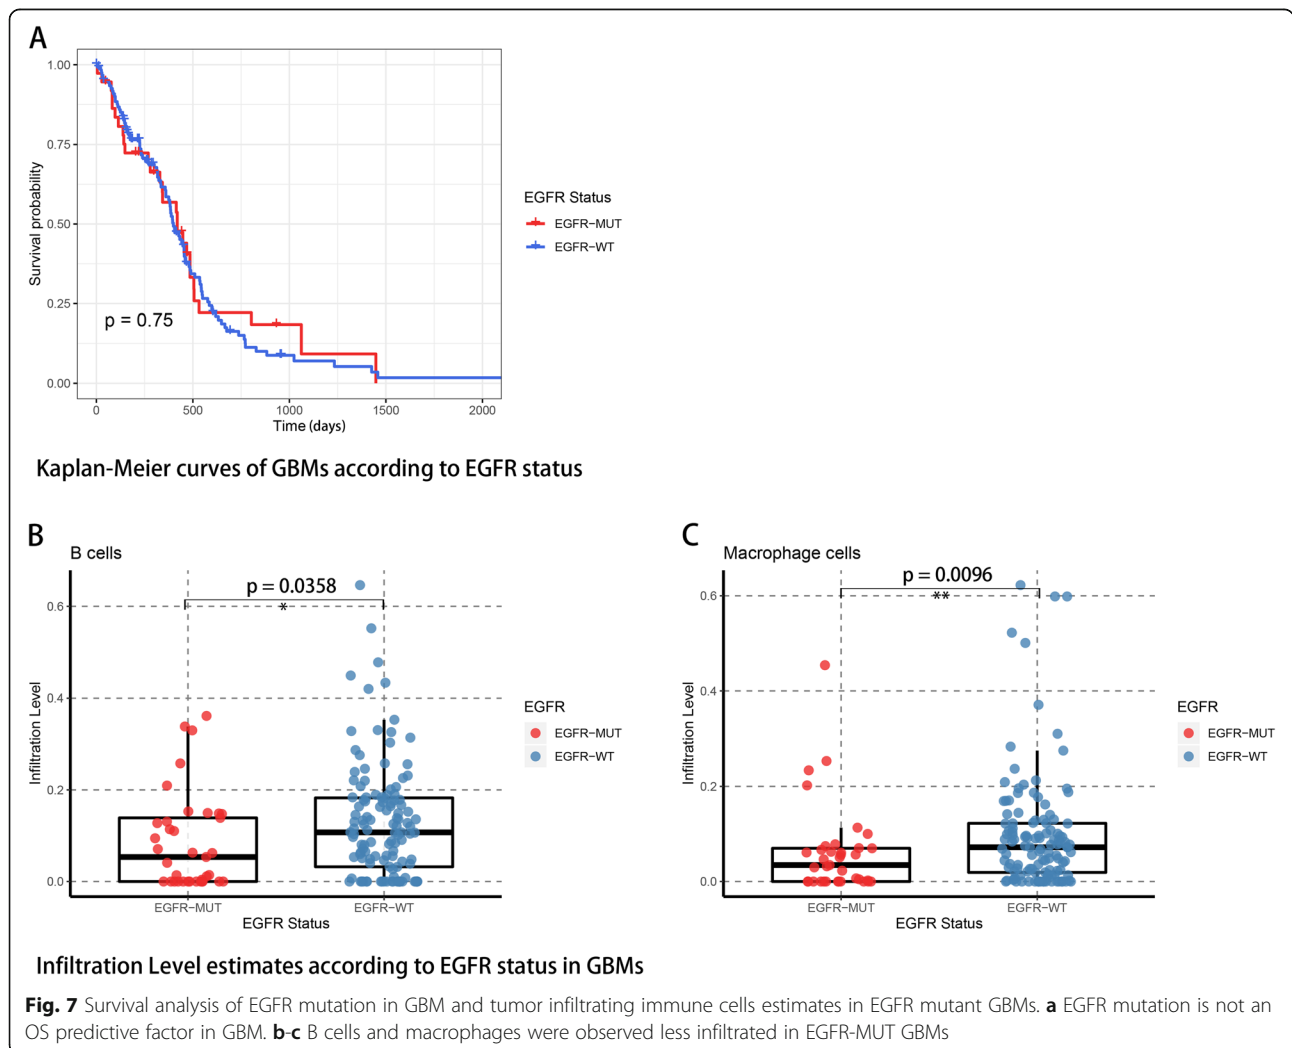 A
1.00
0.75
0.50
0.25
0.00
Survival probability
p = 0.75
0 500 1000 1500 2000
Time (days)
EGFR Status
EGFR-MUT
EGFR-WT
Kaplan-Meier curves of GBMs according to EGFR status
B
B cells
p = 0.0358
*
0.6
0.4
0.2
0.0
Infiltration Level
EGFR-MUT EGFR-WT
EGFR Status
EGFR
EGFR-MUT
EGFR-WT
C
Macrophage cells
p = 0.0096
**
0.6
0.4
0.2
0.0
Infiltration Level
EGFR-MUT EGFR-WT
EGFR Status
EGFR
EGFR-MUT
EGFR-WT
Infiltration Level estimates according to EGFR status in GBMs
Fig. 7 Survival analysis of EGFR mutation in GBM and tumor infiltrating immune cells estimates in EGFR mutant GBMs. a EGFR mutation is not an
OS predictive factor in GBM. b-c B cells and macrophages were observed less infiltrated in EGFR-MUT GBMs